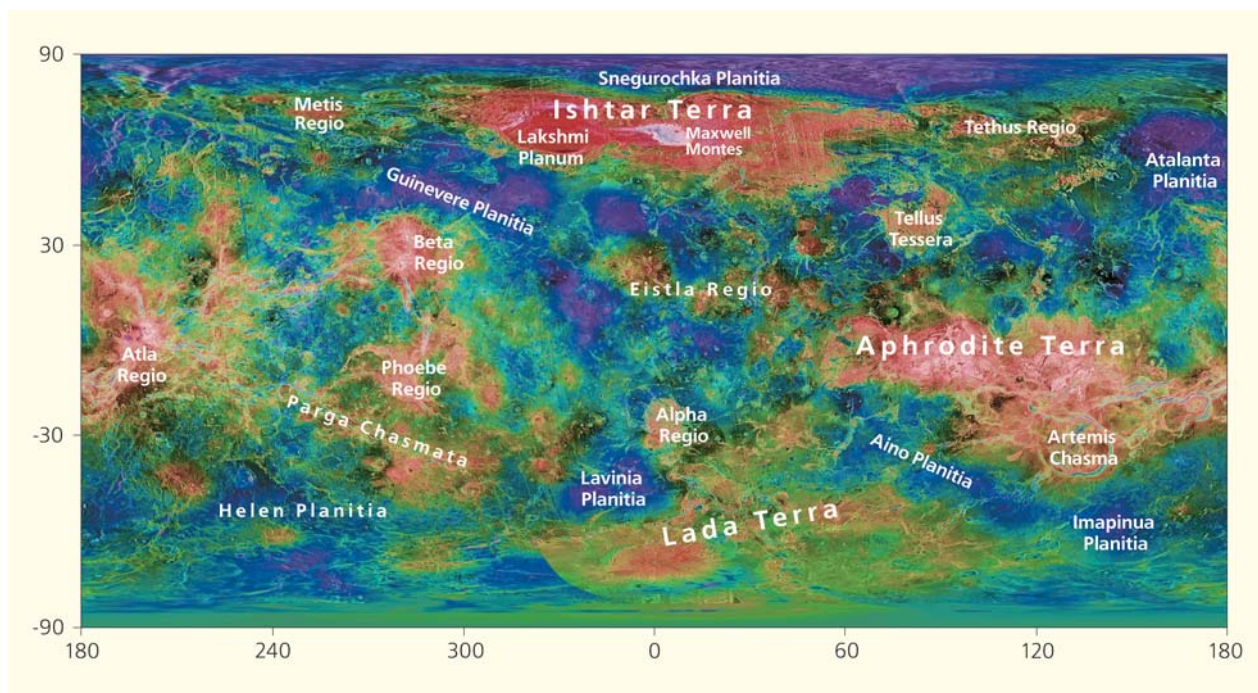 90
Snegurochka Planitia
Metis
Regio
Ishtar Terra
Lakshmi
Planum
Maxwell
Montes
Tethus Regio
Atalanta
Planitia
Guinevere Planitia
Tellus
Tessera
30
Beta
Regio
Eistla Regio
Atla
Regio
Phoebe
Regio
Aphrodite Terra
Parga Chasmata
-30
Alpha
Regio
Artemis
Chasma
Aino Planitia
Lavinia
Planitia
Helen Planitia
Lada Terra
Imapinua
Planitia
-90
180
240
300
0
60
120
180